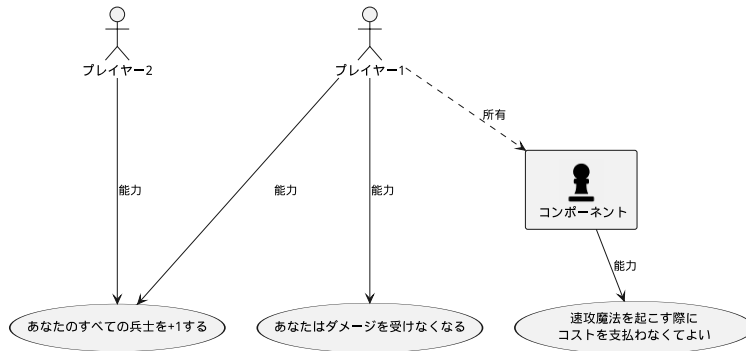 プレイヤー2
プレイヤー1
所有
能力
能力
能力
コンポーネント
能力
あなたのすべての兵士を+1する
あなたはダメージを受けなくなる
速攻魔法を起こす際に
コストを支払わなくてよい